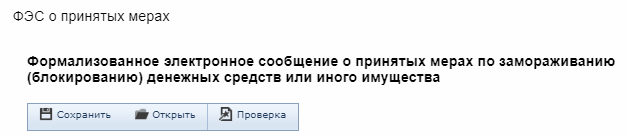 ФЭС о принятых мерах
Формализованное электронное сообщение о принятых мерах по замораживанию
(блокированию) денежных средств или иного имущества
Сохранить Открыть Проверка